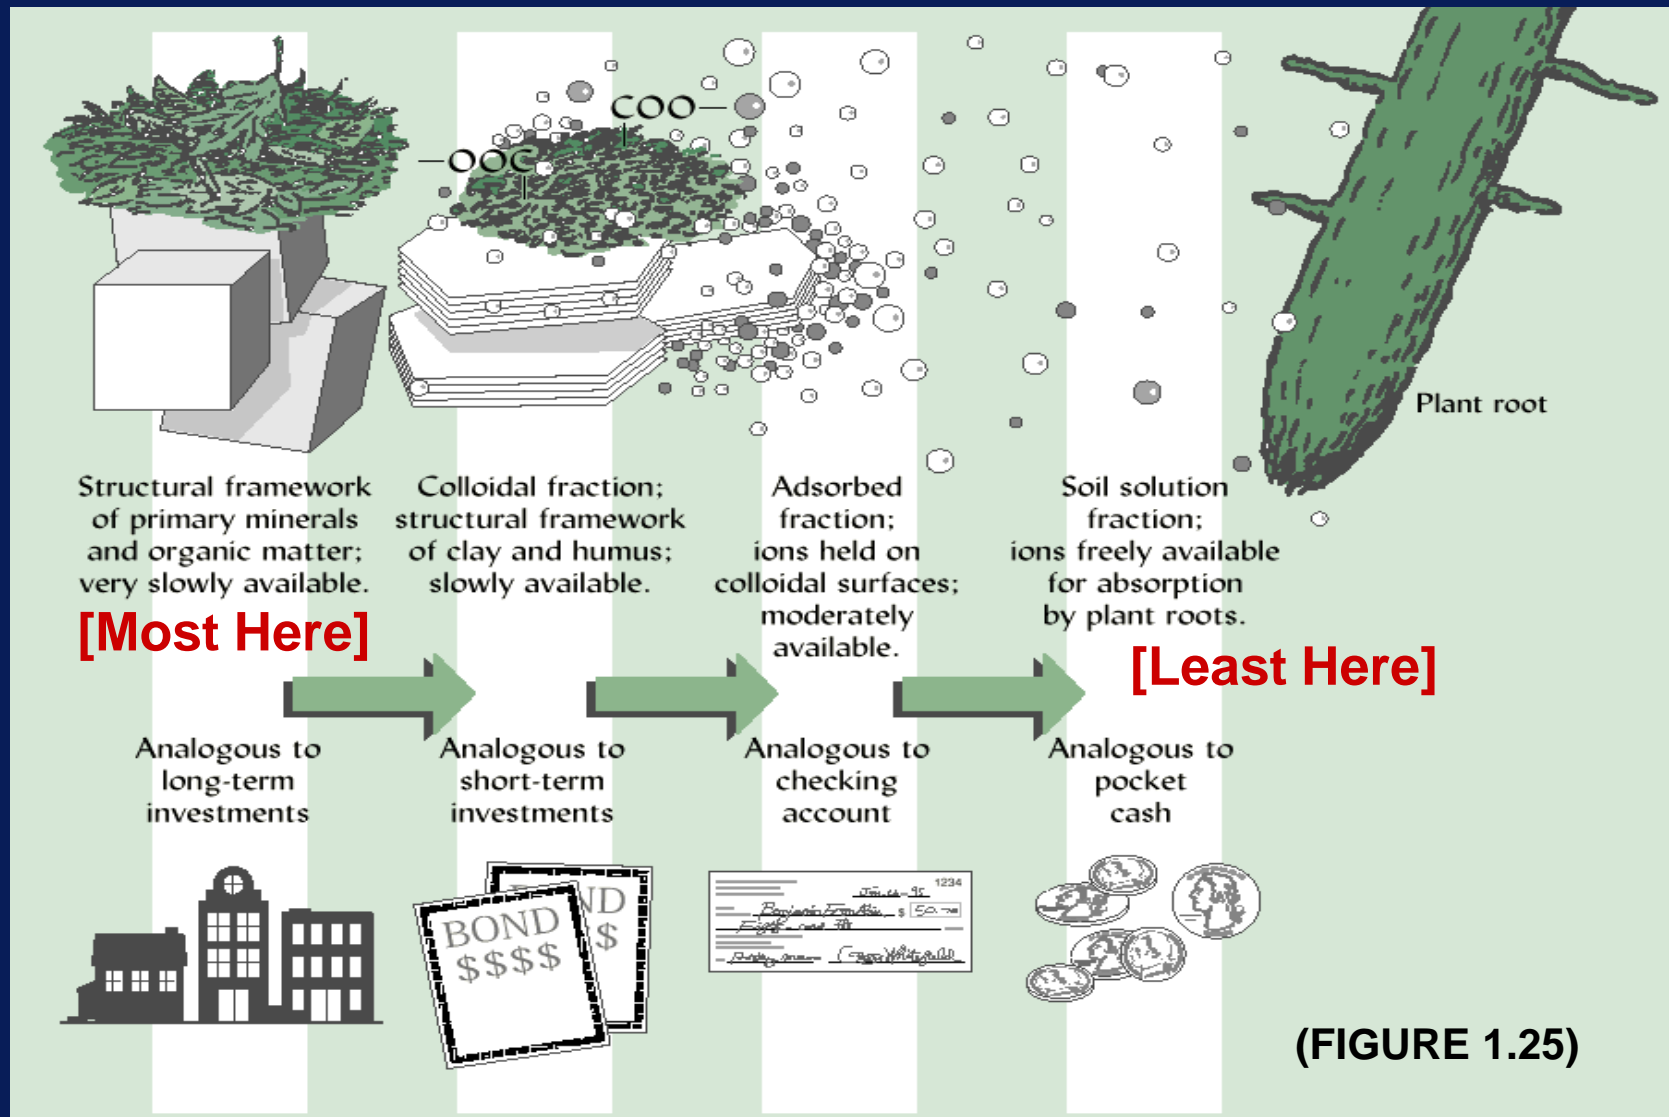 COO—
—OOC
Plant root
Structural framework
of primary minerals
and organic matter;
very slowly available.
[Most Here]
Colloidal fraction;
structural framework
of clay and humus;
slowly available.
Adsorbed
fraction;
ions held on
colloidal surfaces;
moderately
available.
Soil solution
fraction;
ions freely available
for absorption
by plant roots.
[Least Here]
Analogous to
long-term
investments
Analogous to
short-term
investments
Analogous to
checking
account
Analogous to
pocket
cash
BOND
$$$$
ND
$
1234
$
(FIGURE 1.25)